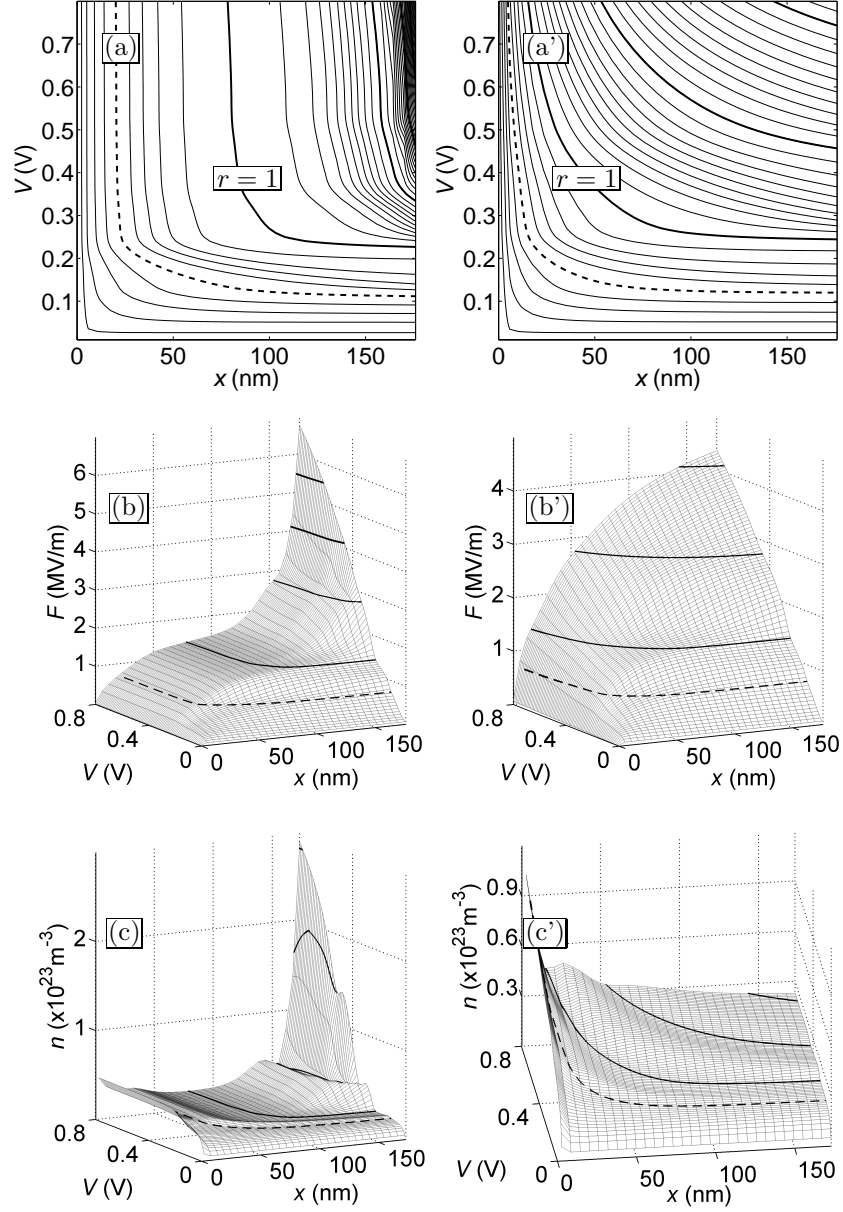 (a)
0.7
0.6
0.5
0.4
0.3
0.2
0.1
V (V)
r = 1
0 50 100 150
x (nm)
(a')
0.7
0.6
0.5
0.4
0.3
0.2
0.1
V (V)
r = 1
0 50 100 150
x (nm)
(b)
6
5
4
3
2
1
F (MV/m)
0.8
0.4
0
V (V)
0 50 100 150
x (nm)
(b')
4
3
2
1
F (MV/m)
0.8
0.4
0
V (V)
0 50 100 150
x (nm)
(c)
2
1
n (x10²³m⁻³)
0.8
0.4
0
V (V)
0 50 100 150
x (nm)
(c')
0.9
0.6
0.3
n (x10²³m⁻³)
0.8
0.4
0
V (V)
0 50 100 150
x (nm)